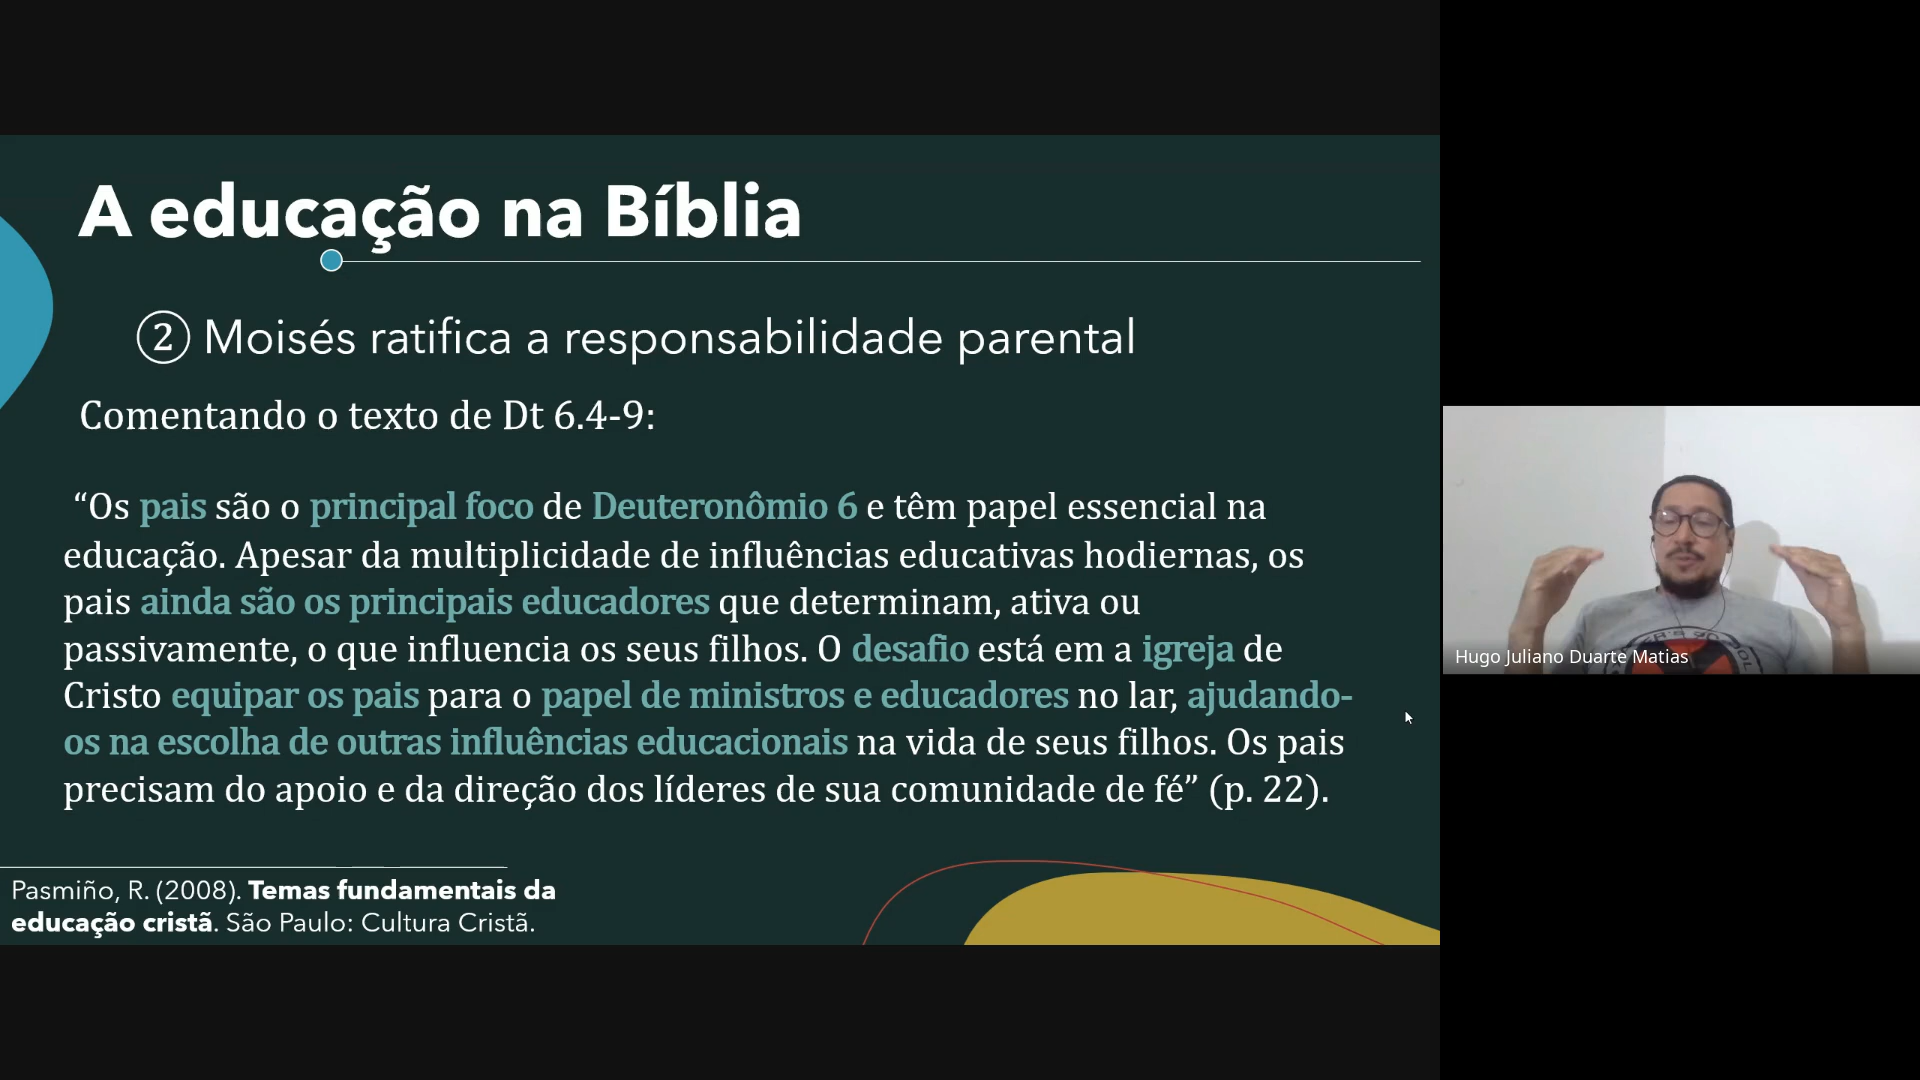 A educação na Bíblia
② Moisés ratifica a responsabilidade parental
Comentando o texto de Dt 6.4-9:
“Os pais são o principal foco de Deuteronômio 6 e têm papel essencial na
educação. Apesar da multiplicidade de influências educativas hodiernas, os
pais ainda são os principais educadores que determinam, ativa ou
passivamente, o que influencia os seus filhos. O desafio está em a igreja de
Cristo equipar os pais para o papel de ministros e educadores no lar, ajudando-
os na escolha de outras influências educacionais na vida de seus filhos. Os pais
precisam do apoio e da direção dos líderes de sua comunidade de fé” (p. 22).
Pasmiño, R. (2008). Temas fundamentais da
educação cristã. São Paulo: Cultura Cristã.
Hugo Juliano Duarte Matias